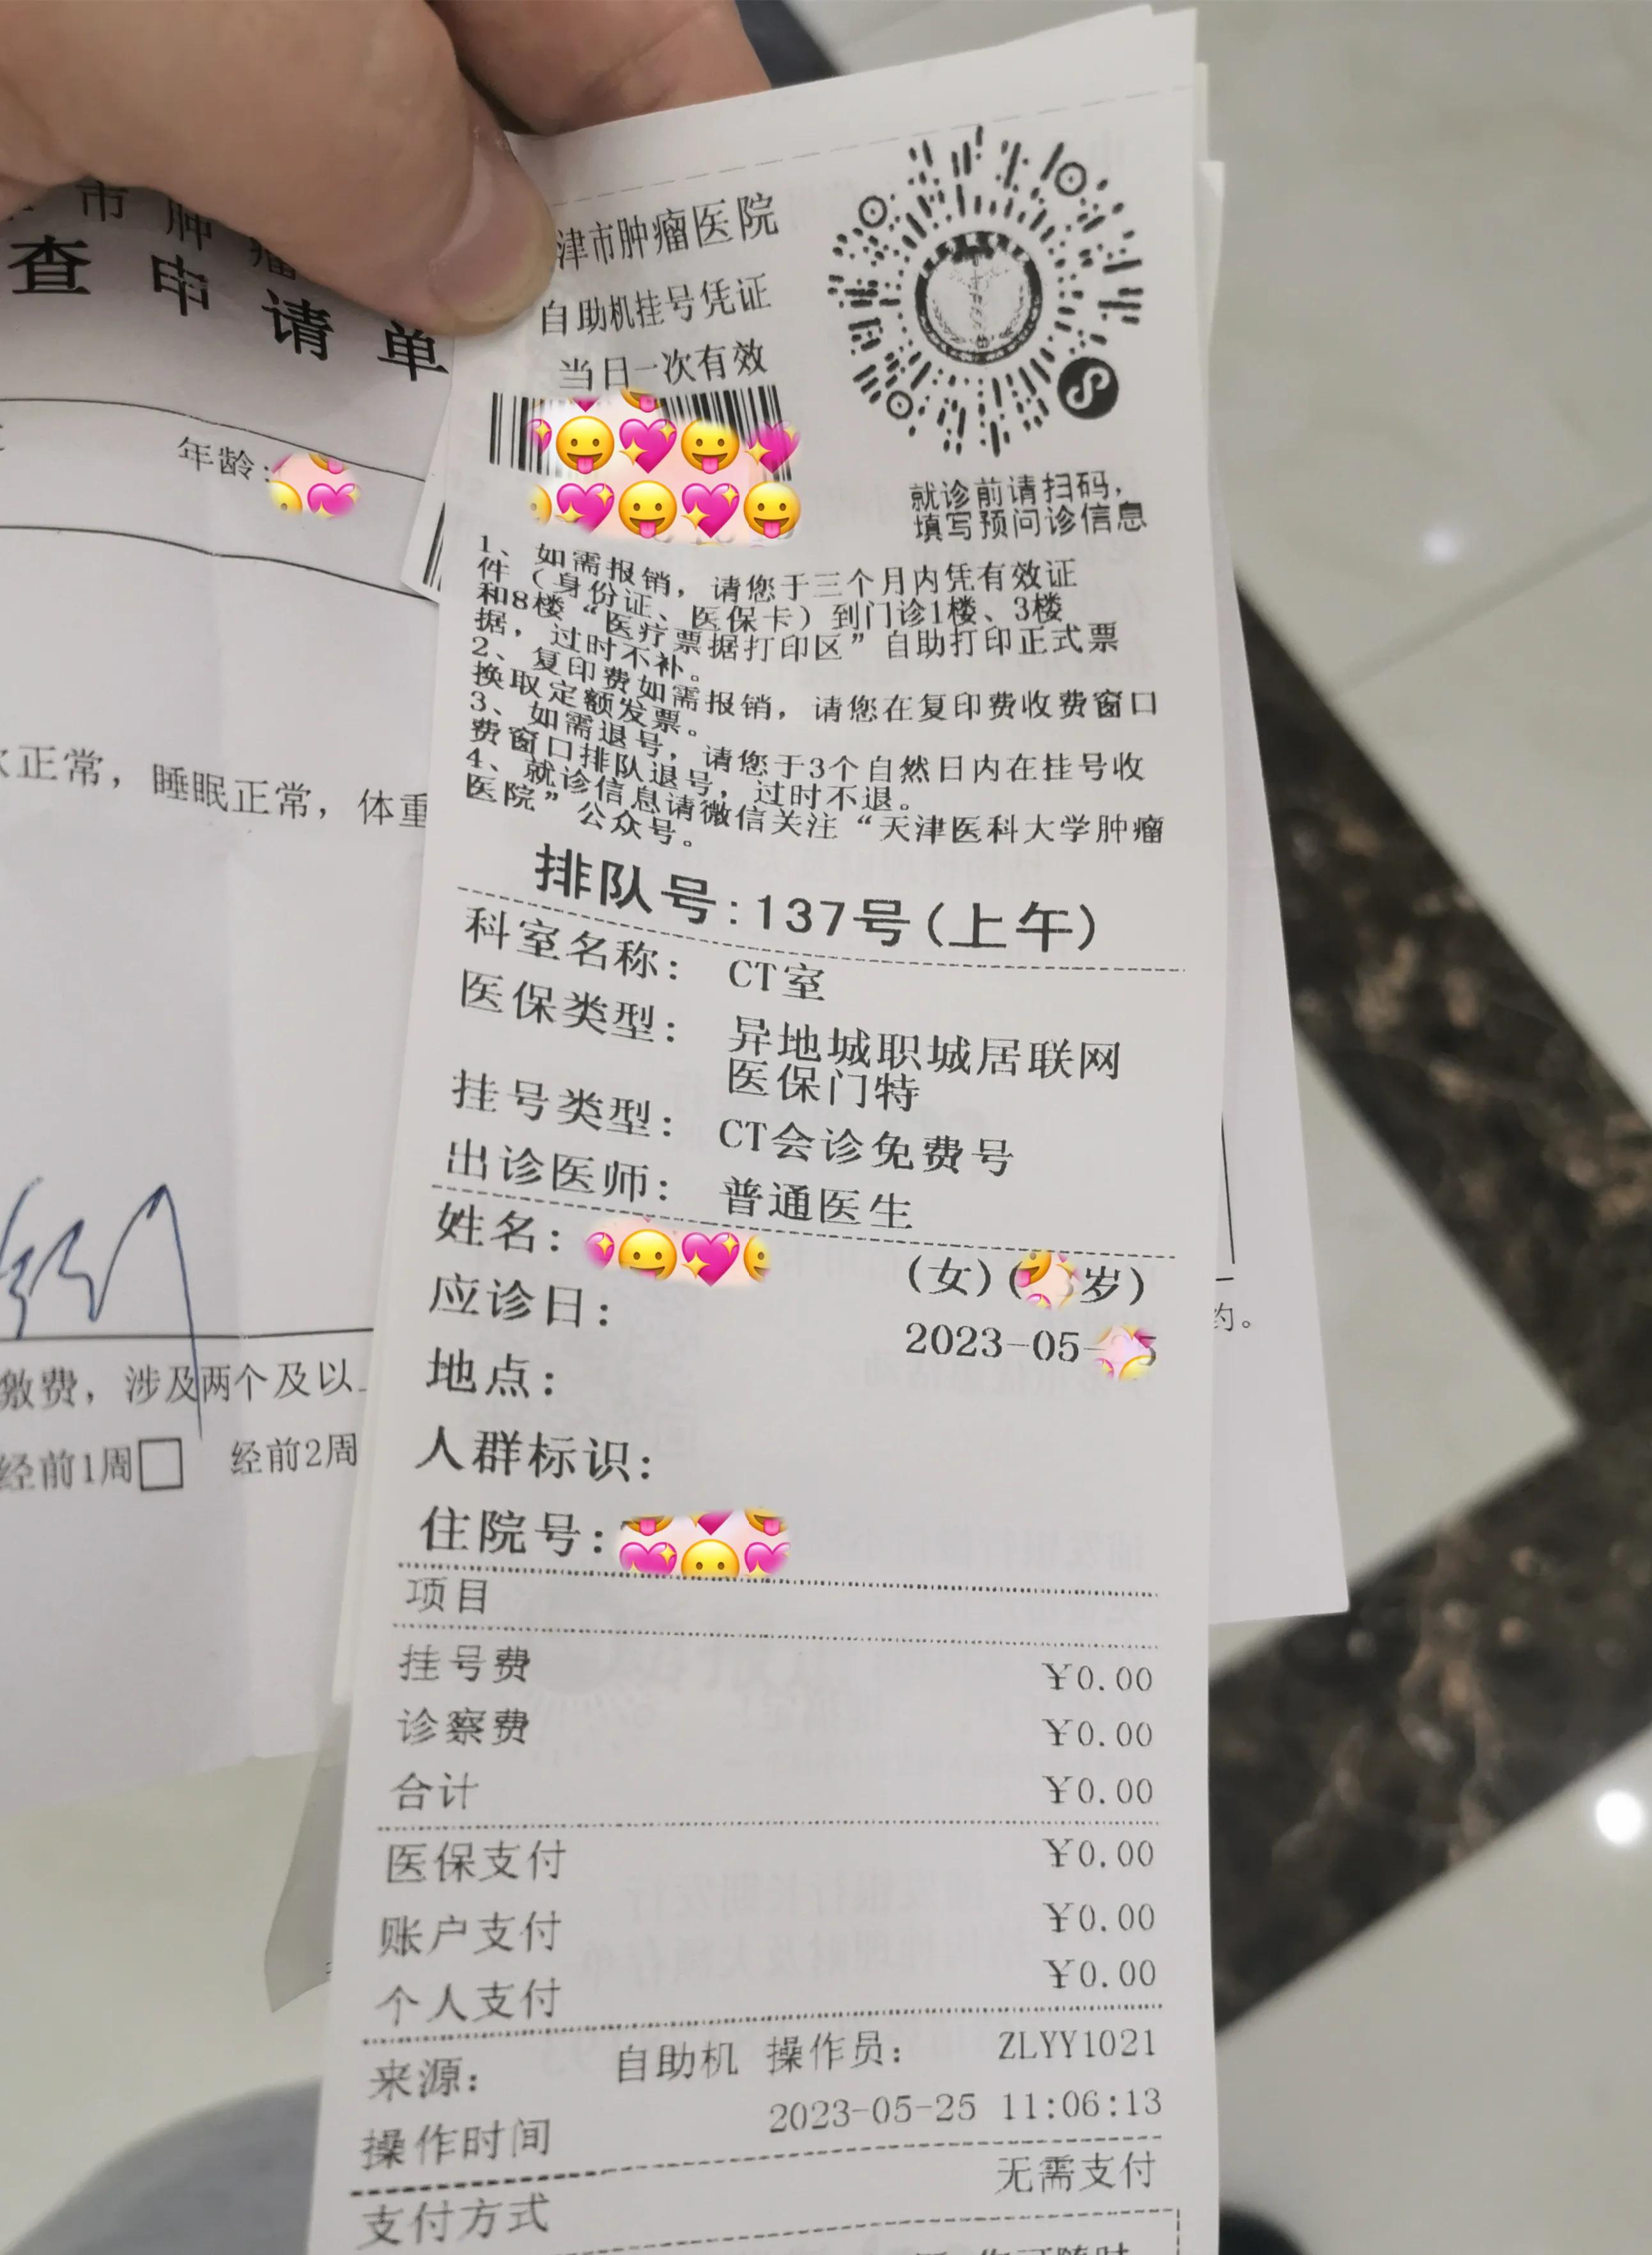 市肿瘤
查申请单
年龄:
正常，睡眠正常，体重
缴费，涉及两个及以
经前1周□ 经前2周
津市肿瘤医院
自助机挂号凭证
当日一次有效
就诊前请扫码，
填写预问诊信息
1、如需报销，请您于三个月内凭有效证
件（身份证、医保卡）到门诊1楼、3楼
和8楼“医疗票据打印区”自助打印正式票
据，过时不补。
2、复印费如需报销，请您在复印费收费窗口
换取定额发票。
3、如需退号，请您于3个自然日内在挂号收
费窗口排队退号，过时不退。
4、就诊信息请微信关注“天津医科大学肿瘤
医院”公众号。
排队号:137号(上午)
科室名称： CT室
医保类型： 异地城职城居联网
医保门特
挂号类型： CT会诊免费号
出诊医师： 普通医生
姓名： (女)( 岁)
应诊日： 2023-05- 5
地点：
人群标识：
住院号：
项目
挂号费 ¥0.00
诊察费 ¥0.00
合计 ¥0.00
医保支付 ¥0.00
账户支付 ¥0.00
个人支付 ¥0.00
来源： 自助机 操作员： ZLYY1021
操作时间 2023-05-25 11:06:13
支付方式 无需支付
约。